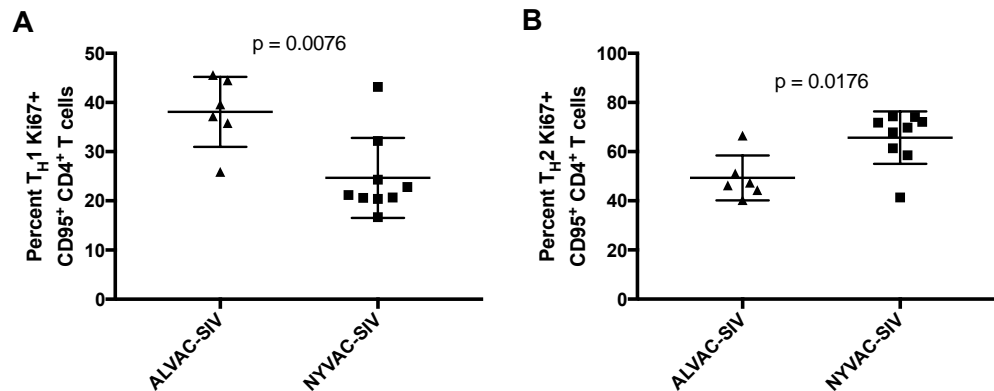 A
p = 0.0076
Percent TH1 Ki67+
CD95+ CD4+ T cells
50
40
30
20
10
0
ALVAC-SIV
NYVAC-SIV
B
p = 0.0176
Percent TH2 Ki67+
CD95+ CD4+ T cells
100
80
60
40
20
0
ALVAC-SIV
NYVAC-SIV